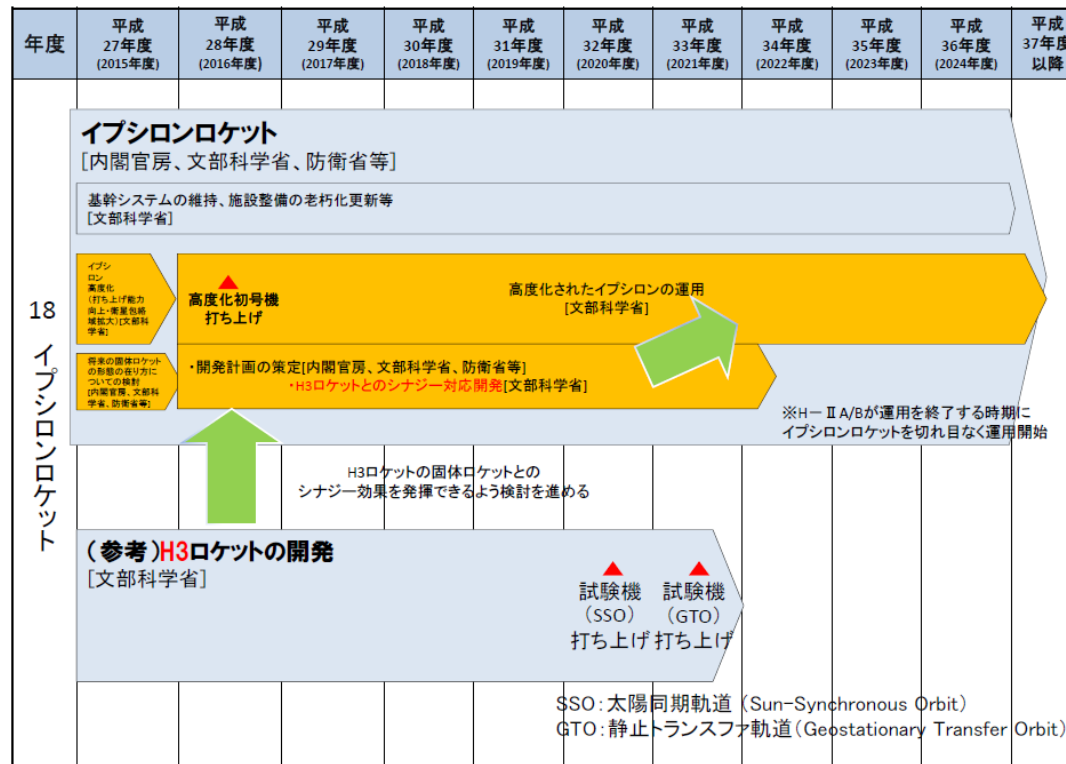 年度
平成
27年度
(2015年度)
平成
28年度
(2016年度)
平成
29年度
(2017年度)
平成
30年度
(2018年度)
平成
31年度
(2019年度)
平成
32年度
(2020年度)
平成
33年度
(2021年度)
平成
34年度
(2022年度)
平成
35年度
(2023年度)
平成
36年度
(2024年度)
平成
37年度
以降
18
イプシロンロケット
イプシロンロケット
[内閣官房、文部科学省、防衛省等]
基幹システムの維持、施設整備の老朽化更新等
[文部科学省]
イプシ
ロン
高度化
(打ち上げ能力
向上・衛星包絡
域拡大)[文部科
学省]
高度化初号機
打ち上げ
高度化されたイプシロンの運用
[文部科学省]
将来の固体ロケット
の形態の在り方に
ついての検討
[内閣官房、文部科
学省、防衛省等]
・開発計画の策定[内閣官房、文部科学省、防衛省等]
・H3ロケットとのシナジー対応開発[文部科学省]
※H-ⅡA/Bが運用を終了する時期に
イプシロンロケットを切れ目なく運用開始
H3ロケットの固体ロケットとの
シナジー効果を発揮できるよう検討を進める
(参考)H3ロケットの開発
[文部科学省]
試験機
(SSO)
打ち上げ
試験機
(GTO)
打ち上げ
SSO:太陽同期軌道 (Sun-Synchronous Orbit)
GTO:静止トランスファ軌道(Geostationary Transfer Orbit)